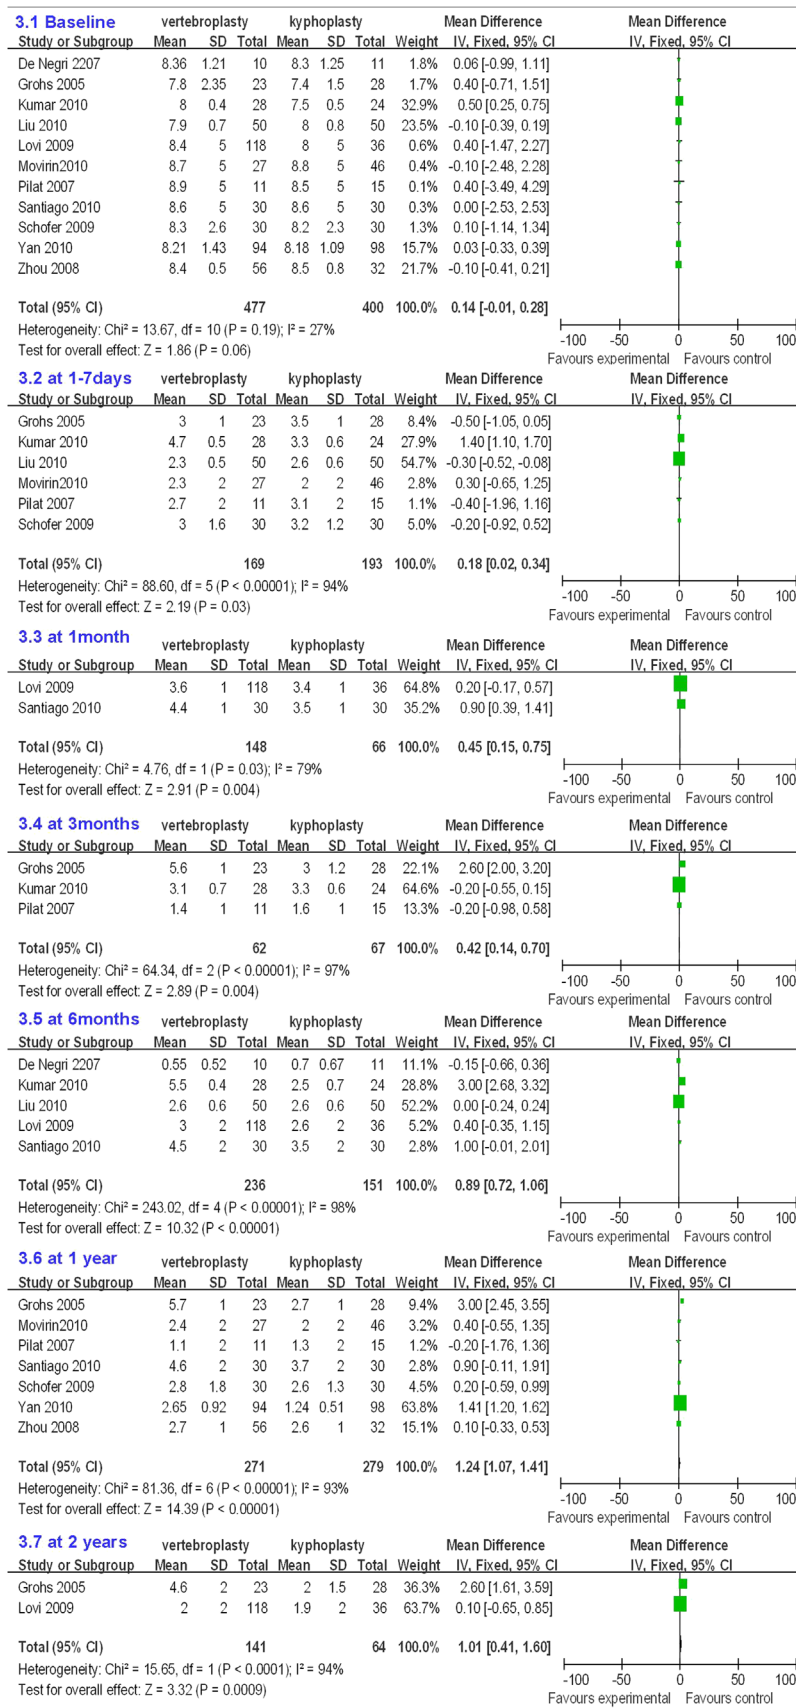 3.1 Baseline vertebroplasty kyphoplasty Mean Difference Mean Difference
Study or Subgroup Mean SD Total Mean SD Total Weight IV, Fixed, 95% CI IV, Fixed, 95% CI
De Negri 2207 8.36 1.21 10 8.3 1.25 11 1.8% 0.06 [-0.99, 1.11]
Grohs 2005 7.8 2.35 23 7.4 1.5 28 1.7% 0.40 [-0.71, 1.51]
Kumar 2010 8 0.4 28 7.5 0.5 24 32.9% 0.50 [0.25, 0.75]
Liu 2010 7.9 0.7 50 8 0.8 50 23.5% -0.10 [-0.39, 0.19]
Lovi 2009 8.4 5 118 8 5 36 0.6% 0.40 [-1.47, 2.27]
Movirin2010 8.7 5 27 8.8 5 46 0.4% -0.10 [-2.48, 2.28]
Pilat 2007 8.9 5 11 8.5 5 15 0.1% 0.40 [-3.49, 4.29]
Santiago 2010 8.6 5 30 8.6 5 30 0.3% 0.00 [-2.53, 2.53]
Schofer 2009 8.3 2.6 30 8.2 2.3 30 1.3% 0.10 [-1.14, 1.34]
Yan 2010 8.21 1.43 94 8.18 1.09 98 15.7% 0.03 [-0.33, 0.39]
Zhou 2008 8.4 0.5 56 8.5 0.8 32 21.7% -0.10 [-0.41, 0.21]
Total (95% CI) 477 400 100.0% 0.14 [-0.01, 0.28]
Heterogeneity: Chi² = 13.67, df = 10 (P = 0.19); I² = 27%
Test for overall effect: Z = 1.86 (P = 0.06)
-100 -50 0 50 100
Favours experimental Favours control
3.2 at 1-7days vertebroplasty kyphoplasty Mean Difference Mean Difference
Study or Subgroup Mean SD Total Mean SD Total Weight IV, Fixed, 95% CI IV, Fixed, 95% CI
Grohs 2005 3 1 23 3.5 1 28 8.4% -0.50 [-1.05, 0.05]
Kumar 2010 4.7 0.5 28 3.3 0.6 24 27.9% 1.40 [1.10, 1.70]
Liu 2010 2.3 0.5 50 2.6 0.6 50 54.7% -0.30 [-0.52, -0.08]
Movirin2010 2.3 2 27 2 2 46 2.8% 0.30 [-0.65, 1.25]
Pilat 2007 2.7 2 11 3.1 2 15 1.1% -0.40 [-1.96, 1.16]
Schofer 2009 3 1.6 30 3.2 1.2 30 5.0% -0.20 [-0.92, 0.52]
Total (95% CI) 169 193 100.0% 0.18 [0.02, 0.34]
Heterogeneity: Chi² = 88.60, df = 5 (P < 0.00001); I² = 94%
Test for overall effect: Z = 2.19 (P = 0.03)
-100 -50 0 50 100
Favours experimental Favours control
3.3 at 1month vertebroplasty kyphoplasty Mean Difference Mean Difference
Study or Subgroup Mean SD Total Mean SD Total Weight IV, Fixed, 95% CI IV, Fixed, 95% CI
Lovi 2009 3.6 1 118 3.4 1 36 64.8% 0.20 [-0.17, 0.57]
Santiago 2010 4.4 1 30 3.5 1 30 35.2% 0.90 [0.39, 1.41]
Total (95% CI) 148 66 100.0% 0.45 [0.15, 0.75]
Heterogeneity: Chi² = 4.76, df = 1 (P = 0.03); I² = 79%
Test for overall effect: Z = 2.91 (P = 0.004)
-100 -50 0 50 100
Favours experimental Favours control
3.4 at 3months vertebroplasty kyphoplasty Mean Difference Mean Difference
Study or Subgroup Mean SD Total Mean SD Total Weight IV, Fixed, 95% CI IV, Fixed, 95% CI
Grohs 2005 5.6 1 23 3 1.2 28 22.1% 2.60 [2.00, 3.20]
Kumar 2010 3.1 0.7 28 3.3 0.6 24 64.6% -0.20 [-0.55, 0.15]
Pilat 2007 1.4 1 11 1.6 1 15 13.3% -0.20 [-0.98, 0.58]
Total (95% CI) 62 67 100.0% 0.42 [0.14, 0.70]
Heterogeneity: Chi² = 64.34, df = 2 (P < 0.00001); I² = 97%
Test for overall effect: Z = 2.89 (P = 0.004)
-100 -50 0 50 100
Favours experimental Favours control
3.5 at 6months vertebroplasty kyphoplasty Mean Difference Mean Difference
Study or Subgroup Mean SD Total Mean SD Total Weight IV, Fixed, 95% CI IV, Fixed, 95% CI
De Negri 2207 0.55 0.52 10 0.7 0.67 11 11.1% -0.15 [-0.66, 0.36]
Kumar 2010 5.5 0.4 28 2.5 0.7 24 28.8% 3.00 [2.68, 3.32]
Liu 2010 2.6 0.6 50 2.6 0.6 50 52.2% 0.00 [-0.24, 0.24]
Lovi 2009 3 2 118 2.6 2 36 5.2% 0.40 [-0.35, 1.15]
Santiago 2010 4.5 2 30 3.5 2 30 2.8% 1.00 [-0.01, 2.01]
Total (95% CI) 236 151 100.0% 0.89 [0.72, 1.06]
Heterogeneity: Chi² = 243.02, df = 4 (P < 0.00001); I² = 98%
Test for overall effect: Z = 10.32 (P < 0.00001)
-100 -50 0 50 100
Favours experimental Favours control
3.6 at 1 year vertebroplasty kyphoplasty Mean Difference Mean Difference
Study or Subgroup Mean SD Total Mean SD Total Weight IV, Fixed, 95% CI IV, Fixed, 95% CI
Grohs 2005 5.7 1 23 2.7 1 28 9.4% 3.00 [2.45, 3.55]
Movirin2010 2.4 2 27 2 2 46 3.2% 0.40 [-0.55, 1.35]
Pilat 2007 1.1 2 11 1.3 2 15 1.2% -0.20 [-1.76, 1.36]
Santiago 2010 4.6 2 30 3.7 2 30 2.8% 0.90 [-0.11, 1.91]
Schofer 2009 2.8 1.8 30 2.6 1.3 30 4.5% 0.20 [-0.59, 0.99]
Yan 2010 2.65 0.92 94 1.24 0.51 98 63.8% 1.41 [1.20, 1.62]
Zhou 2008 2.7 1 56 2.6 1 32 15.1% 0.10 [-0.33, 0.53]
Total (95% CI) 271 279 100.0% 1.24 [1.07, 1.41]
Heterogeneity: Chi² = 81.36, df = 6 (P < 0.00001); I² = 93%
Test for overall effect: Z = 14.39 (P < 0.00001)
-100 -50 0 50 100
Favours experimental Favours control
3.7 at 2 years vertebroplasty kyphoplasty Mean Difference Mean Difference
Study or Subgroup Mean SD Total Mean SD Total Weight IV, Fixed, 95% CI IV, Fixed, 95% CI
Grohs 2005 4.6 2 23 2 1.5 28 36.3% 2.60 [1.61, 3.59]
Lovi 2009 2 2 118 1.9 2 36 63.7% 0.10 [-0.65, 0.85]
Total (95% CI) 141 64 100.0% 1.01 [0.41, 1.60]
Heterogeneity: Chi² = 15.65, df = 1 (P < 0.0001); I² = 94%
Test for overall effect: Z = 3.32 (P = 0.0009)
-100 -50 0 50 100
Favours experimental Favours control